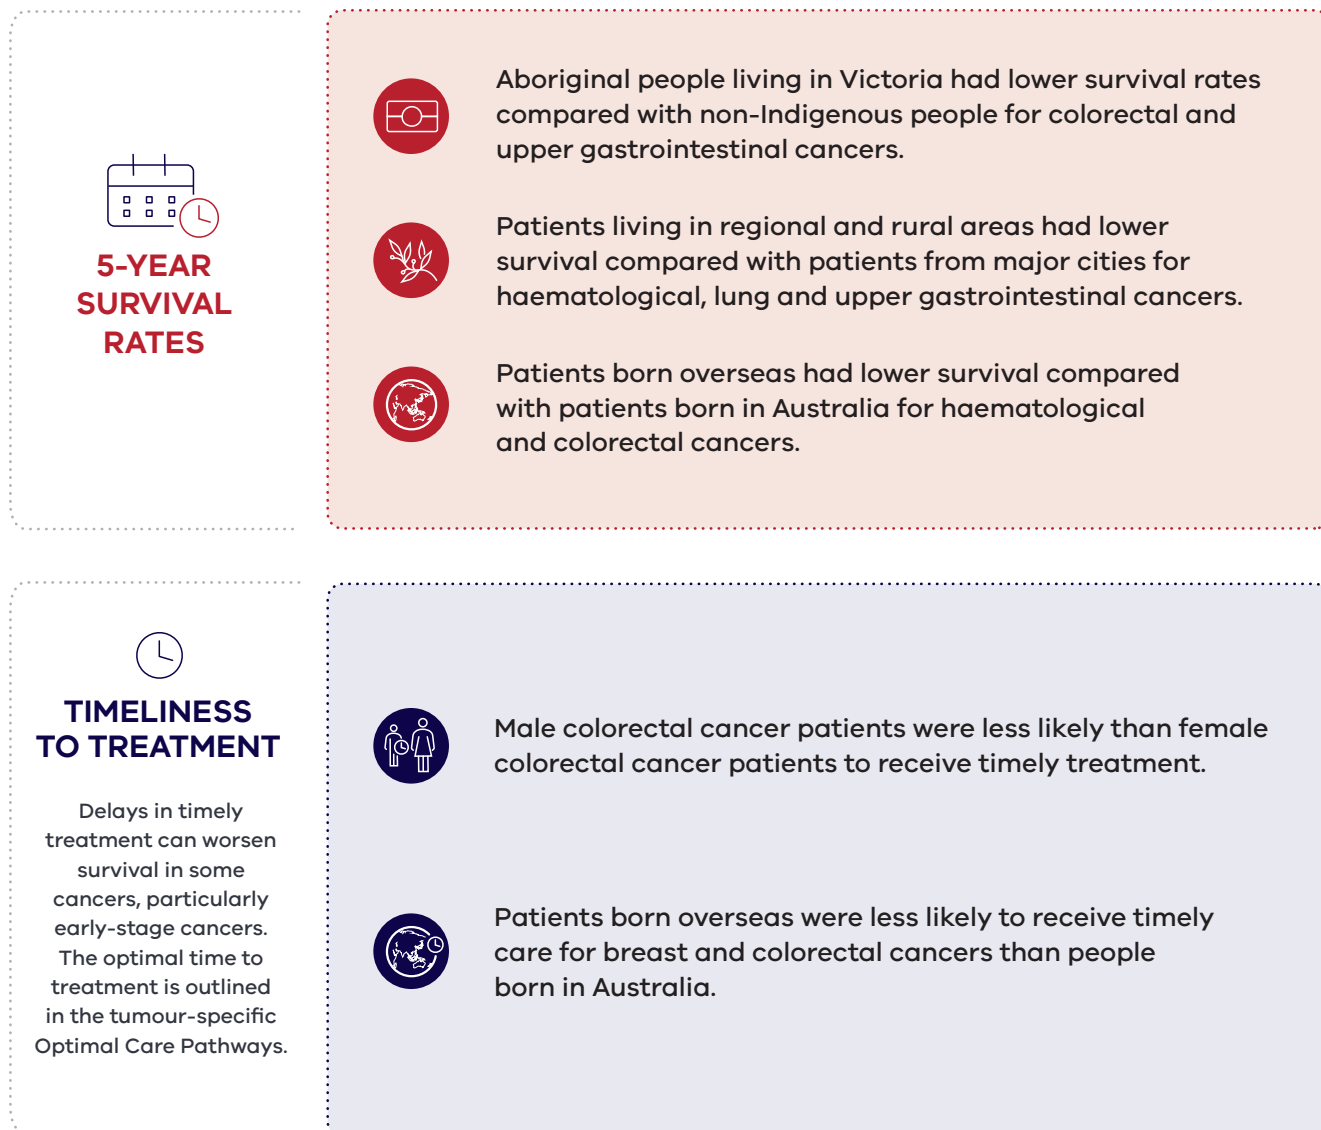 5-YEAR
SURVIVAL
RATES
Aboriginal people living in Victoria had lower survival rates
compared with non-Indigenous people for colorectal and
upper gastrointestinal cancers.
Patients living in regional and rural areas had lower
survival compared with patients from major cities for
haematological, lung and upper gastrointestinal cancers.
Patients born overseas had lower survival compared
with patients born in Australia for haematological
and colorectal cancers.
TIMELINESS
TO TREATMENT
Delays in timely
treatment can worsen
survival in some
cancers, particularly
early-stage cancers.
The optimal time to
treatment is outlined
in the tumour-specific
Optimal Care Pathways.
Male colorectal cancer patients were less likely than female
colorectal cancer patients to receive timely treatment.
Patients born overseas were less likely to receive timely
care for breast and colorectal cancers than people
born in Australia.